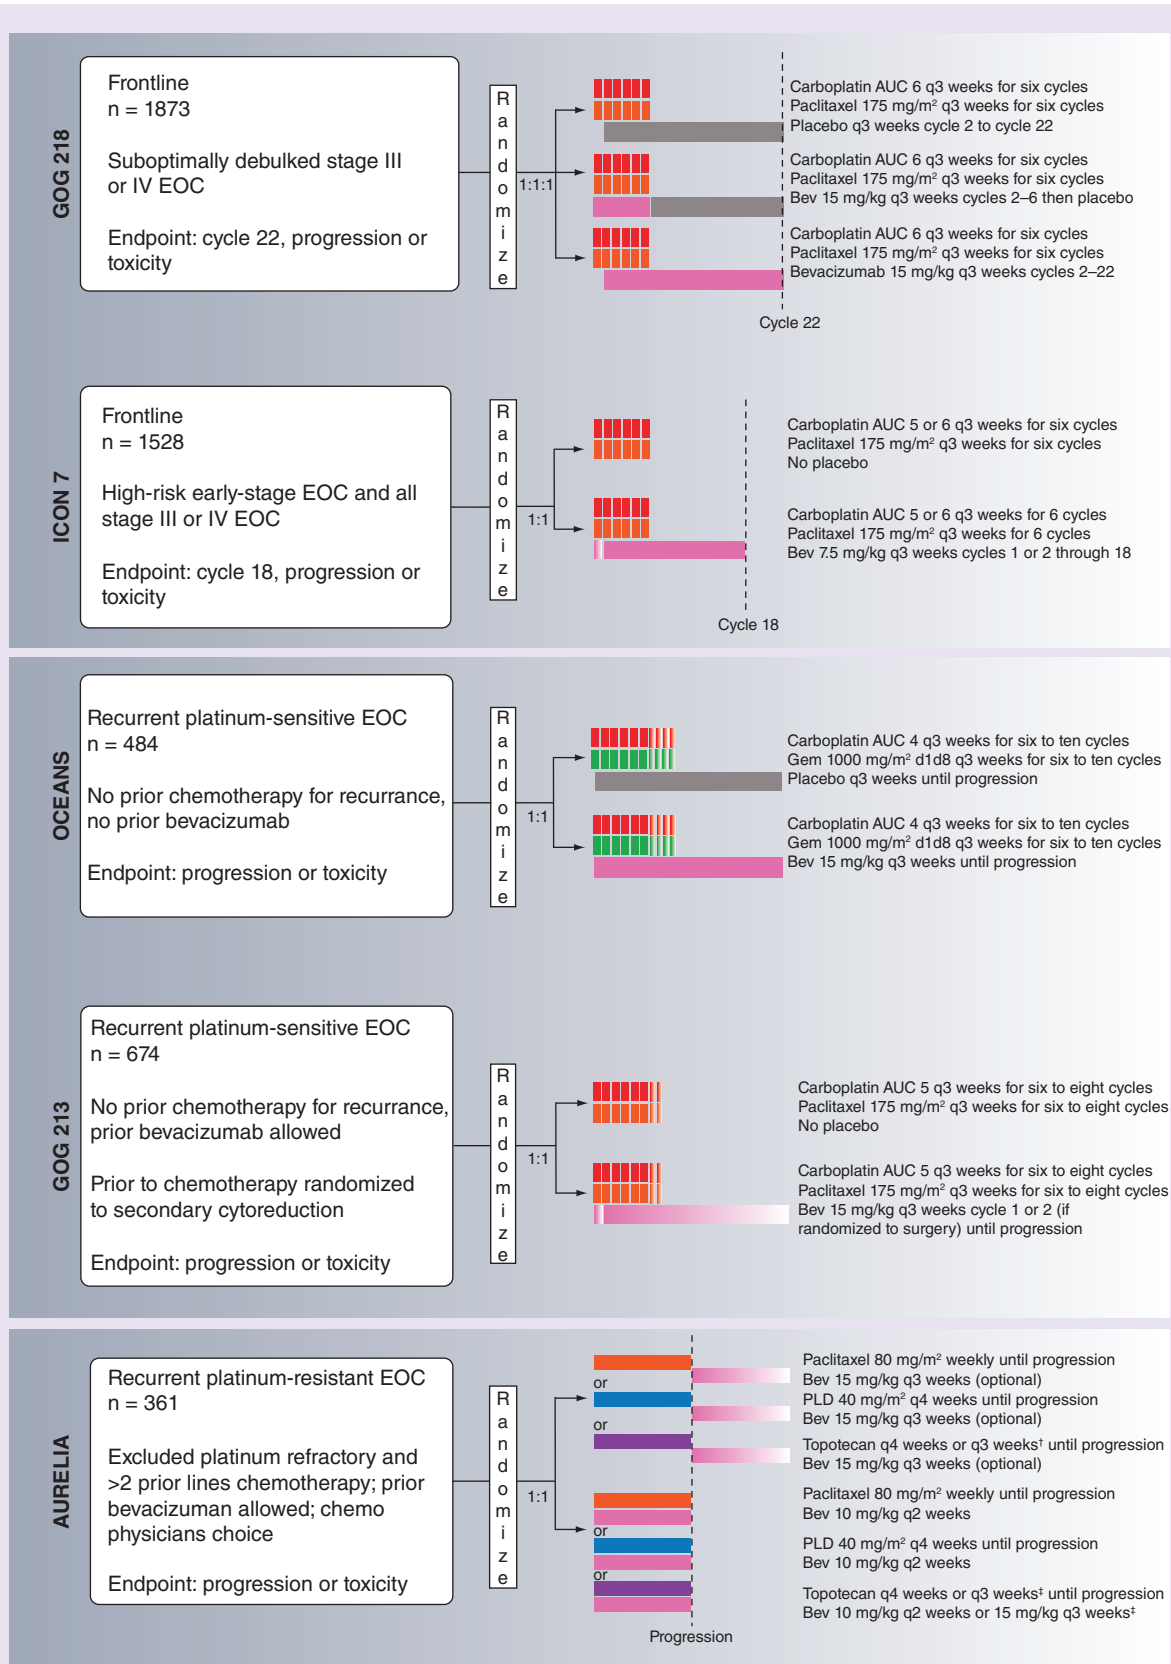 GOG 218
Frontline
n = 1873
Suboptimally debulked stage III
or IV EOC
Endpoint: cycle 22, progression or
toxicity
Randomize
1:1:1
Carboplatin AUC 6 q3 weeks for six cycles
Paclitaxel 175 mg/m² q3 weeks for six cycles
Placebo q3 weeks cycle 2 to cycle 22
Carboplatin AUC 6 q3 weeks for six cycles
Paclitaxel 175 mg/m² q3 weeks for six cycles
Bev 15 mg/kg q3 weeks cycles 2–6 then placebo
Carboplatin AUC 6 q3 weeks for six cycles
Paclitaxel 175 mg/m² q3 weeks for six cycles
Bevacizumab 15 mg/kg q3 weeks cycles 2–22
Cycle 22
ICON 7
Frontline
n = 1528
High-risk early-stage EOC and all
stage III or IV EOC
Endpoint: cycle 18, progression or
toxicity
Randomize
1:1
Carboplatin AUC 5 or 6 q3 weeks for six cycles
Paclitaxel 175 mg/m² q3 weeks for six cycles
No placebo
Carboplatin AUC 5 or 6 q3 weeks for 6 cycles
Paclitaxel 175 mg/m² q3 weeks for 6 cycles
Bev 7.5 mg/kg q3 weeks cycles 1 or 2 through 18
Cycle 18
OCEANS
Recurrent platinum-sensitive EOC
n = 484
No prior chemotherapy for recurrance,
no prior bevacizumab
Endpoint: progression or toxicity
Randomize
1:1
Carboplatin AUC 4 q3 weeks for six to ten cycles
Gem 1000 mg/m² d1d8 q3 weeks for six to ten cycles
Placebo q3 weeks until progression
Carboplatin AUC 4 q3 weeks for six to ten cycles
Gem 1000 mg/m² d1d8 q3 weeks for six to ten cycles
Bev 15 mg/kg q3 weeks until progression
GOG 213
Recurrent platinum-sensitive EOC
n = 674
No prior chemotherapy for recurrance,
prior bevacizumab allowed
Prior to chemotherapy randomized
to secondary cytoreduction
Endpoint: progression or toxicity
Randomize
1:1
Carboplatin AUC 5 q3 weeks for six to eight cycles
Paclitaxel 175 mg/m² q3 weeks for six to eight cycles
No placebo
Carboplatin AUC 5 q3 weeks for six to eight cycles
Paclitaxel 175 mg/m² q3 weeks for six to eight cycles
Bev 15 mg/kg q3 weeks cycle 1 or 2 (if
randomized to surgery) until progression
AURELIA
Recurrent platinum-resistant EOC
n = 361
Excluded platinum refractory and
>2 prior lines chemotherapy; prior
bevacizuman allowed; chemo
physicians choice
Endpoint: progression or toxicity
Randomize
1:1
Paclitaxel 80 mg/m² weekly until progression
Bev 15 mg/kg q3 weeks (optional)
or
PLD 40 mg/m² q4 weeks until progression
Bev 15 mg/kg q3 weeks (optional)
or
Topotecan q4 weeks or q3 weeks† until progression
Bev 15 mg/kg q3 weeks (optional)
Paclitaxel 80 mg/m² weekly until progression
Bev 10 mg/kg q2 weeks
or
PLD 40 mg/m² q4 weeks until progression
Bev 10 mg/kg q2 weeks
or
Topotecan q4 weeks or q3 weeks‡ until progression
Bev 10 mg/kg q2 weeks or 15 mg/kg q3 weeks‡
Progression